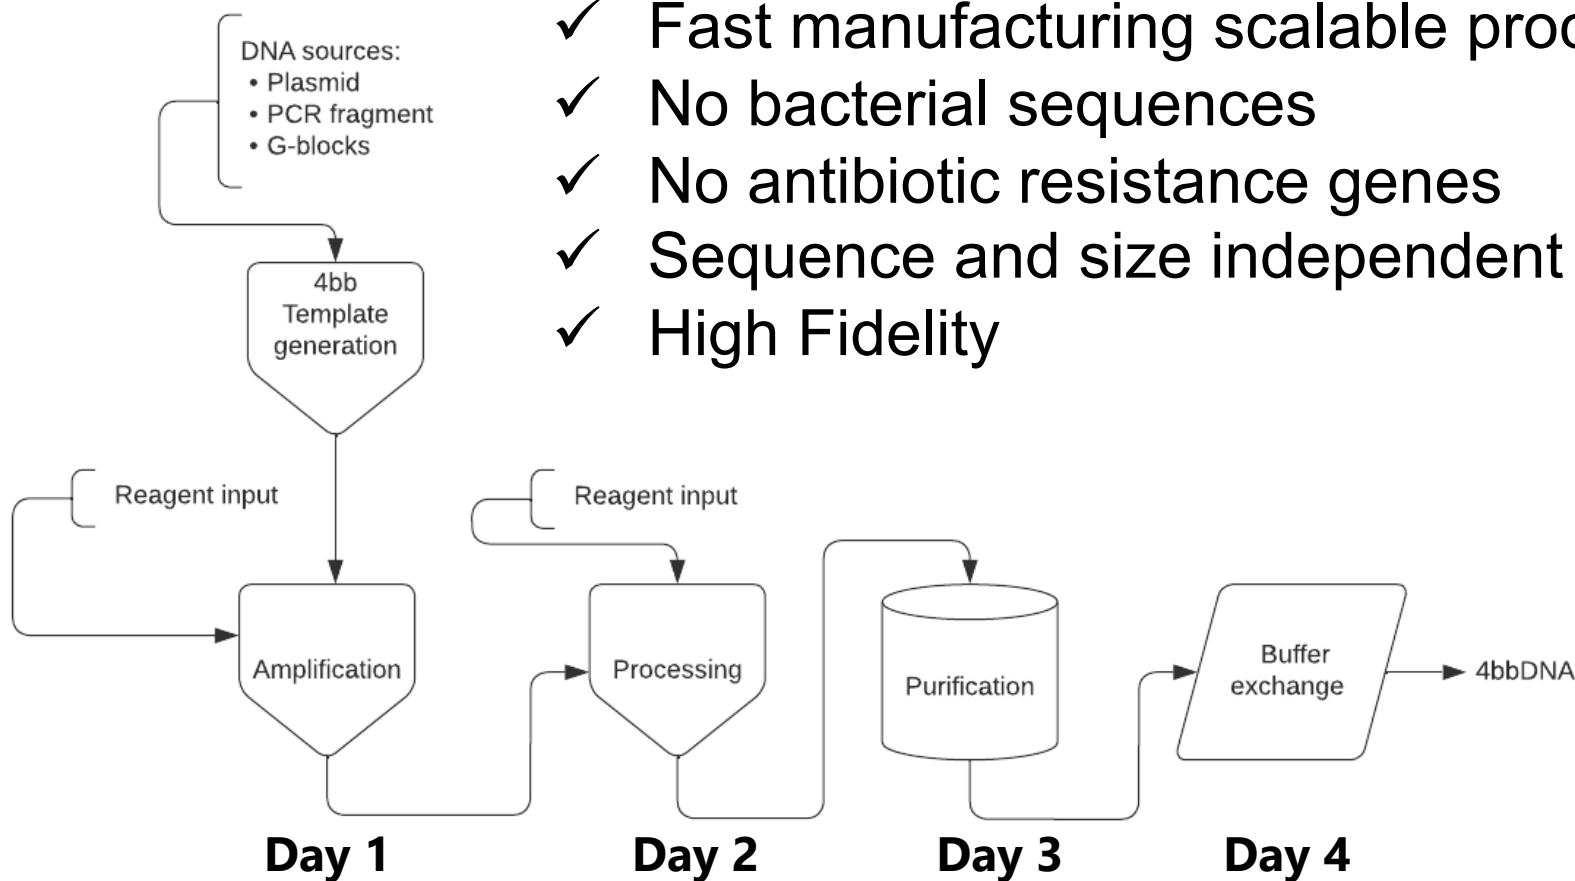 DNA sources:
• Plasmid
• PCR fragment
• G-blocks
✓ Fast manufacturing scalable
✓ No bacterial sequences
✓ No antibiotic resistance genes
✓ Sequence and size independent
✓ High Fidelity
4bb
Template
generation
Reagent input
Reagent input
Amplification
Processing
Purification
Buffer
exchange
4bbDNA
Day 1
Day 2
Day 3
Day 4